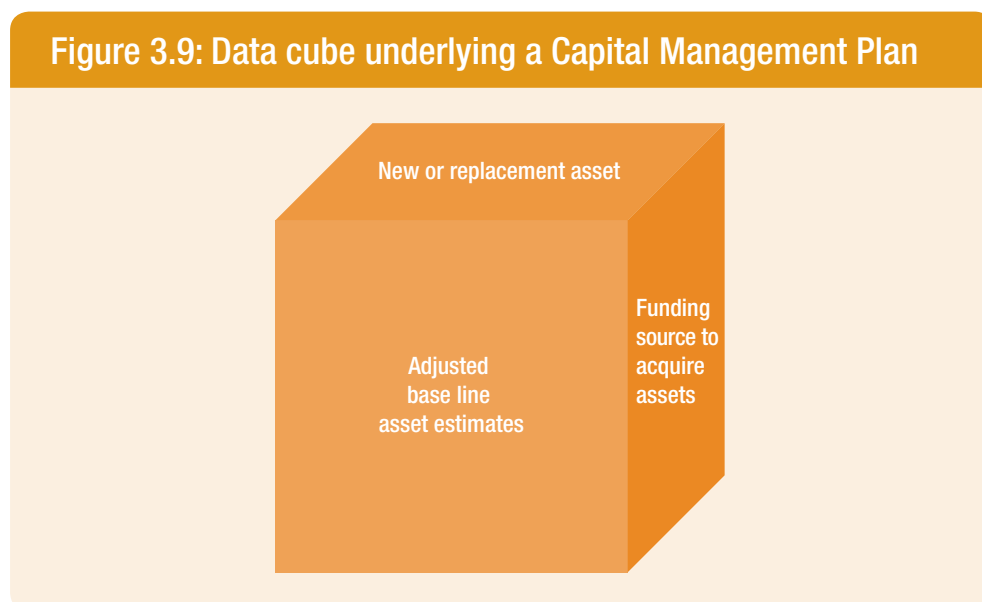 Figure 3.9: Data cube underlying a Capital Management Plan
New or replacement asset
Funding
source to
acquire
assets
Adjusted
base line
asset estimates